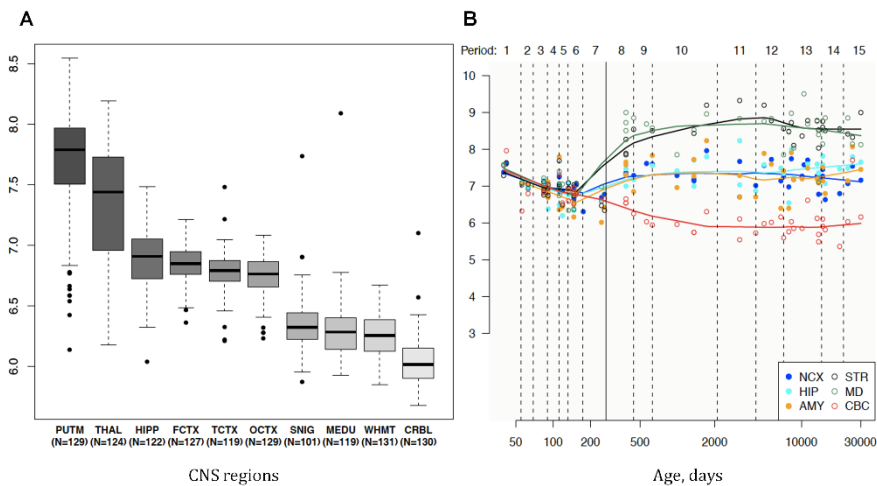 A
8.5
8.0
7.5
7.0
6.5
6.0
PUTM THAL HIPP FCTX TCTX OCTX SNIG MEDU WHMT CRBL
(N=129) (N=124) (N=122) (N=127) (N=119) (N=129) (N=101) (N=119) (N=131) (N=130)
CNS regions
B
Period: 1 2 3 4 5 6 7 8 9 10 11 12 13 14 15
10
9
8
7
6
5
4
3
NCX STR
HIP MD
AMY CBC
50 100 200 500 2000 10000 30000
Age, days